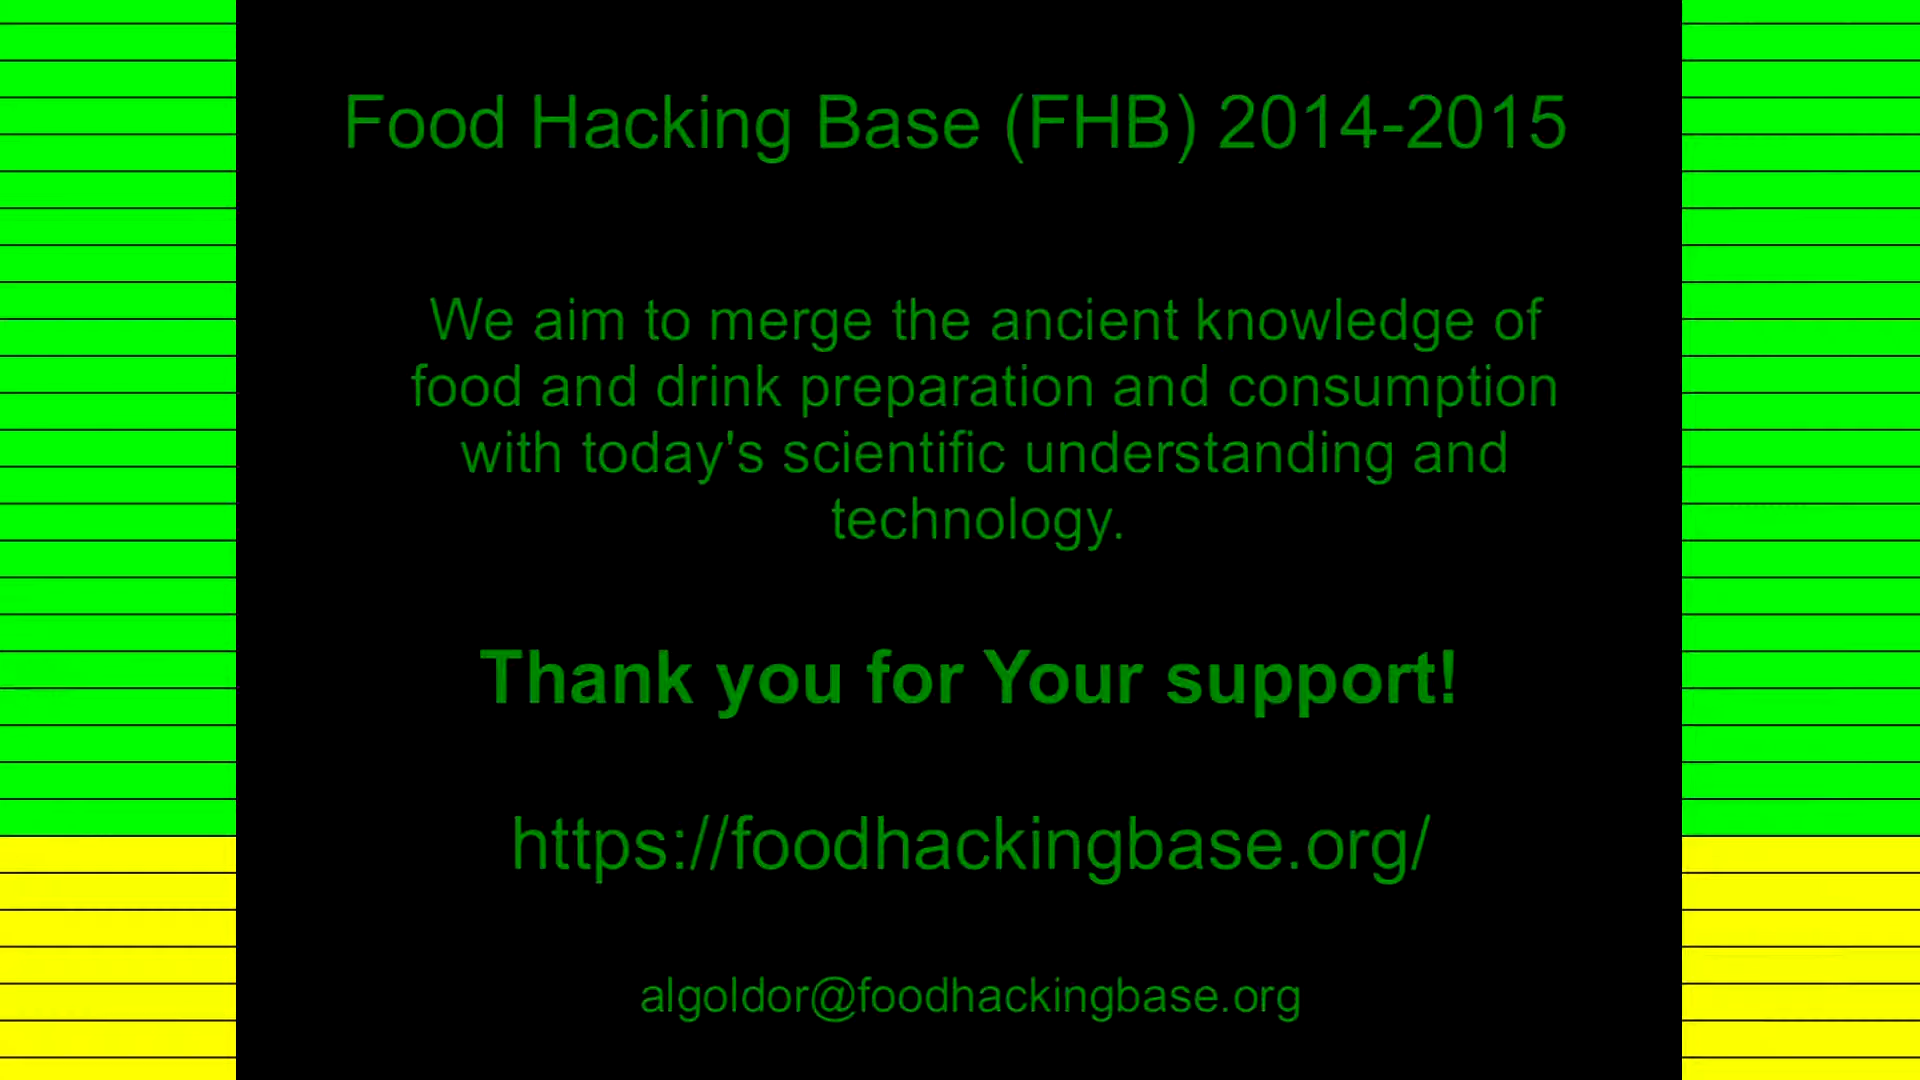 Food Hacking Base (FHB) 2014-2015
We aim to merge the ancient knowledge of
food and drink preparation and consumption
with today's scientific understanding and
technology.
Thank you for Your support!
https://foodhackingbase.org/
algoldor@foodhackingbase.org